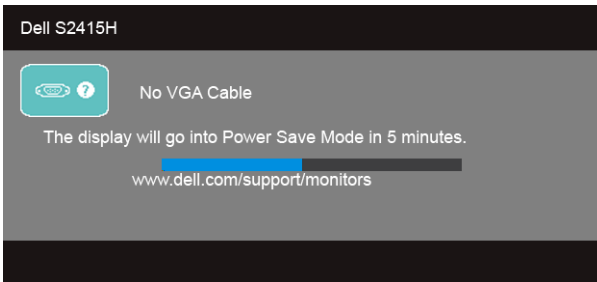 Dell S2415H
?
No VGA Cable
The display will go into Power Save Mode in 5 minutes.
www.dell.com/support/monitors